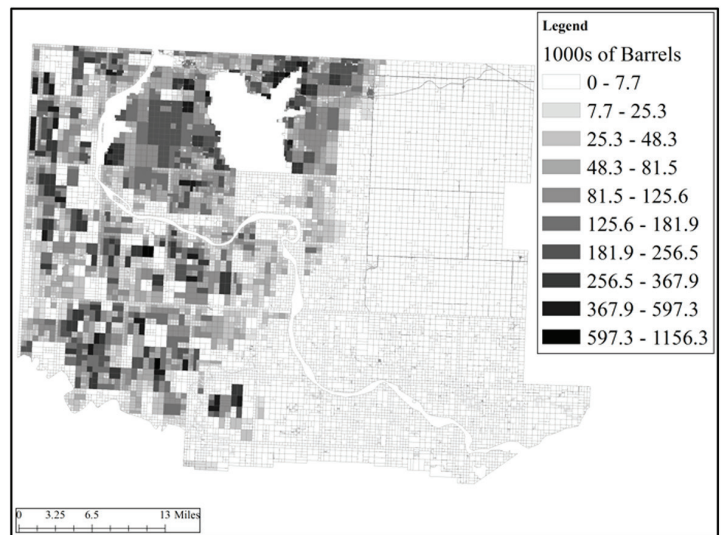 Legend
1000s of Barrels
0 - 7.7
7.7 - 25.3
25.3 - 48.3
48.3 - 81.5
81.5 - 125.6
125.6 - 181.9
181.9 - 256.5
256.5 - 367.9
367.9 - 597.3
597.3 - 1156.3
0 3.25 6.5 13 Miles